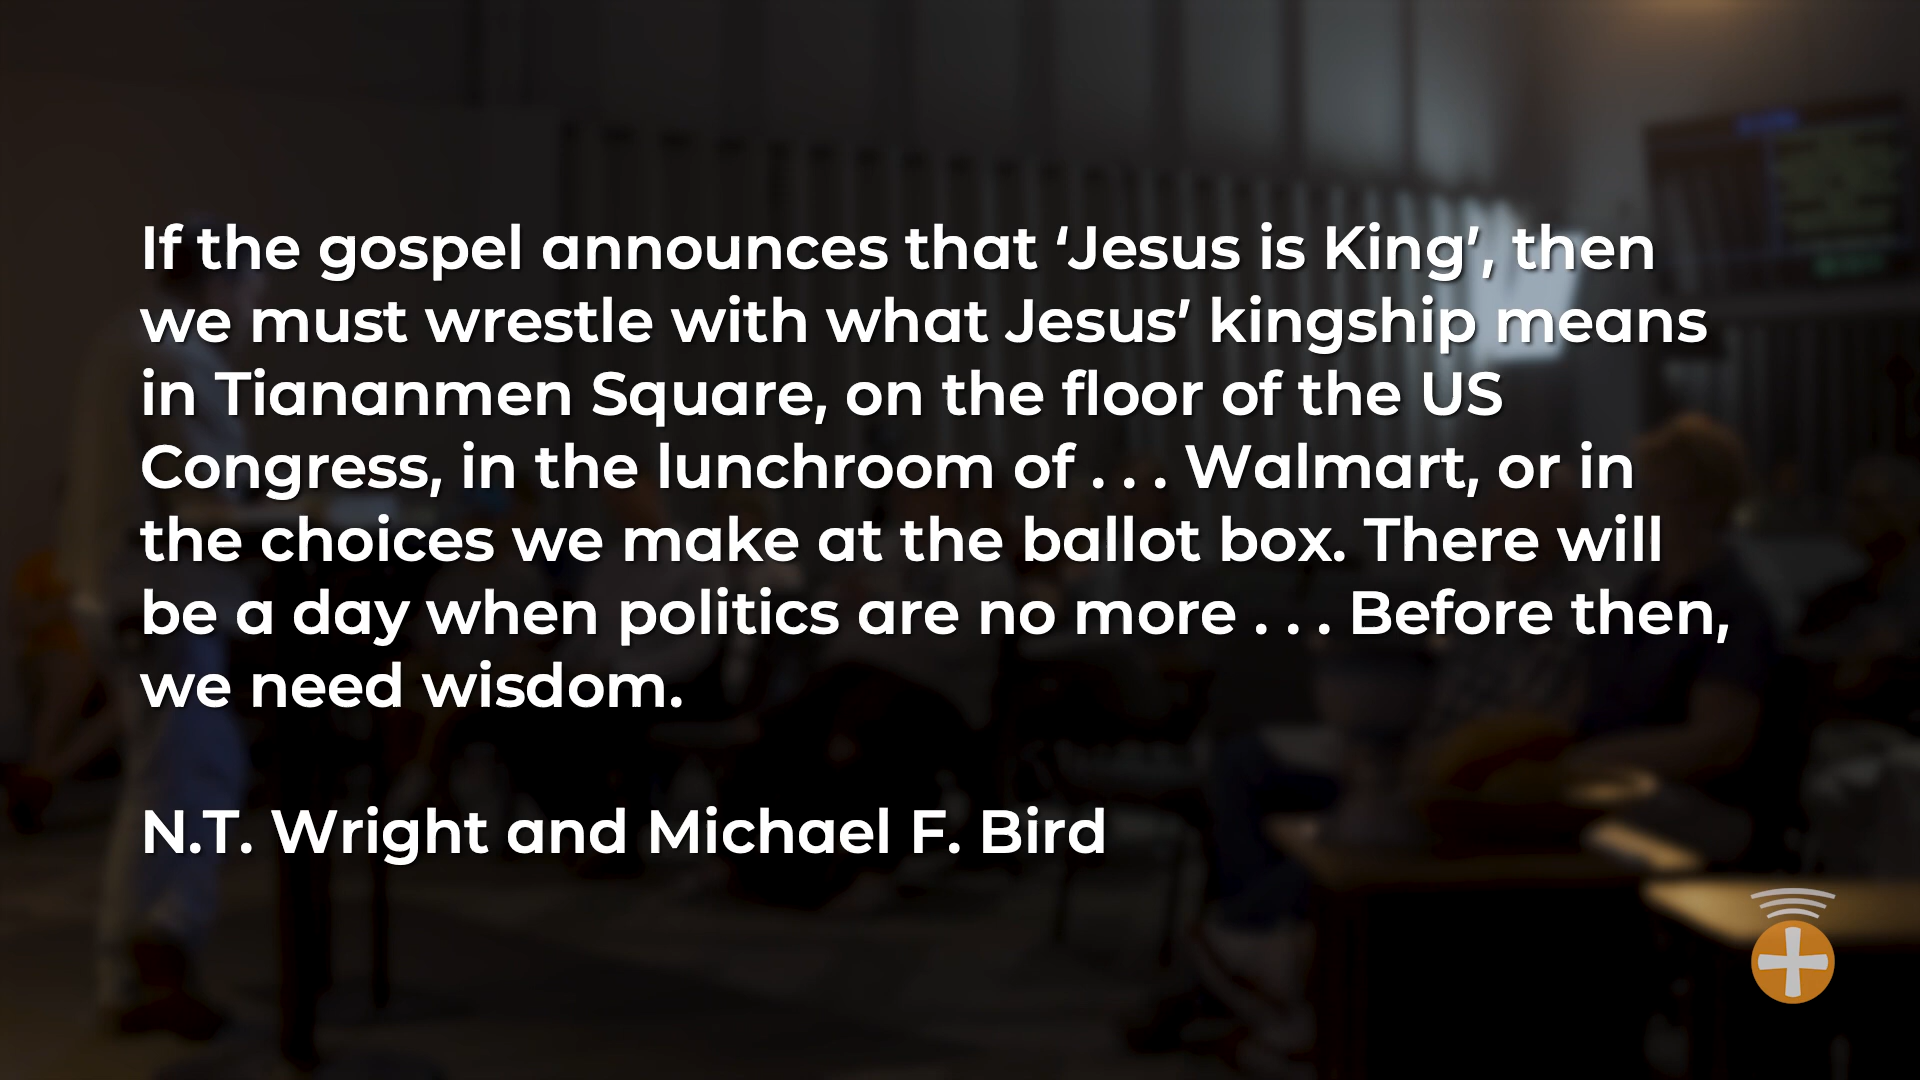 If the gospel announces that ‘Jesus is King’, then
we must wrestle with what Jesus’ kingship means
in Tiananmen Square, on the floor of the US
Congress, in the lunchroom of . . . Walmart, or in
the choices we make at the ballot box. There will
be a day when politics are no more . . . Before then,
we need wisdom.
N.T. Wright and Michael F. Bird